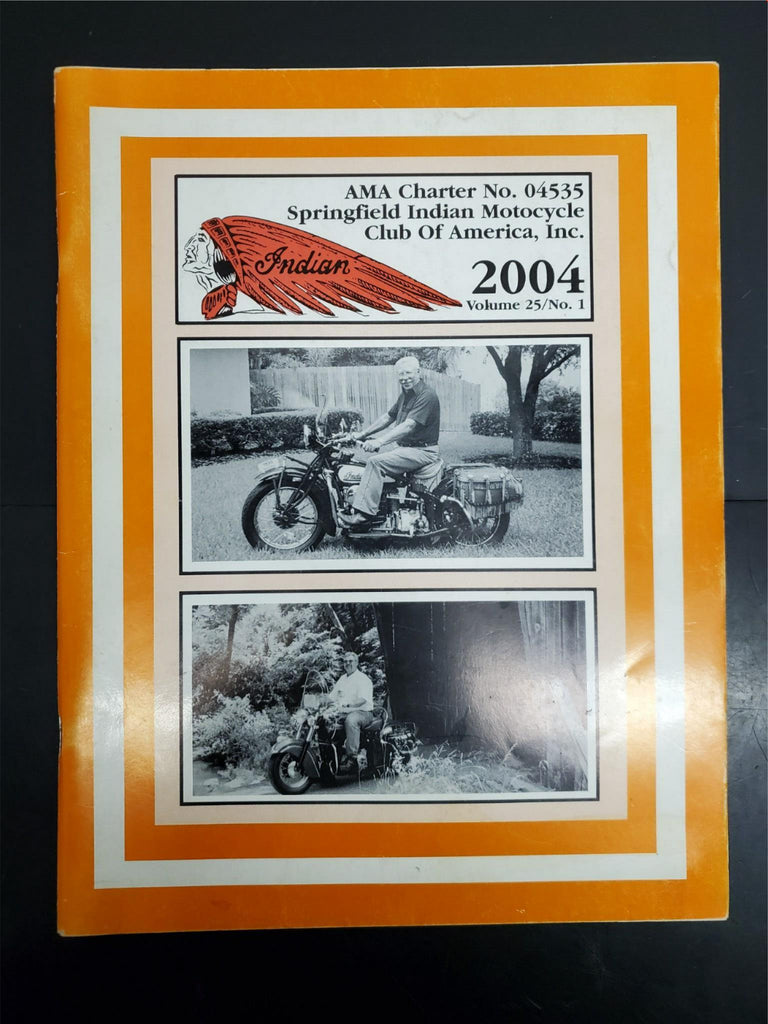 AMA Charter No. 04535
Springfield Indian Motocycle
Club Of America, Inc.
Indian
2004
Volume 25/No. 1